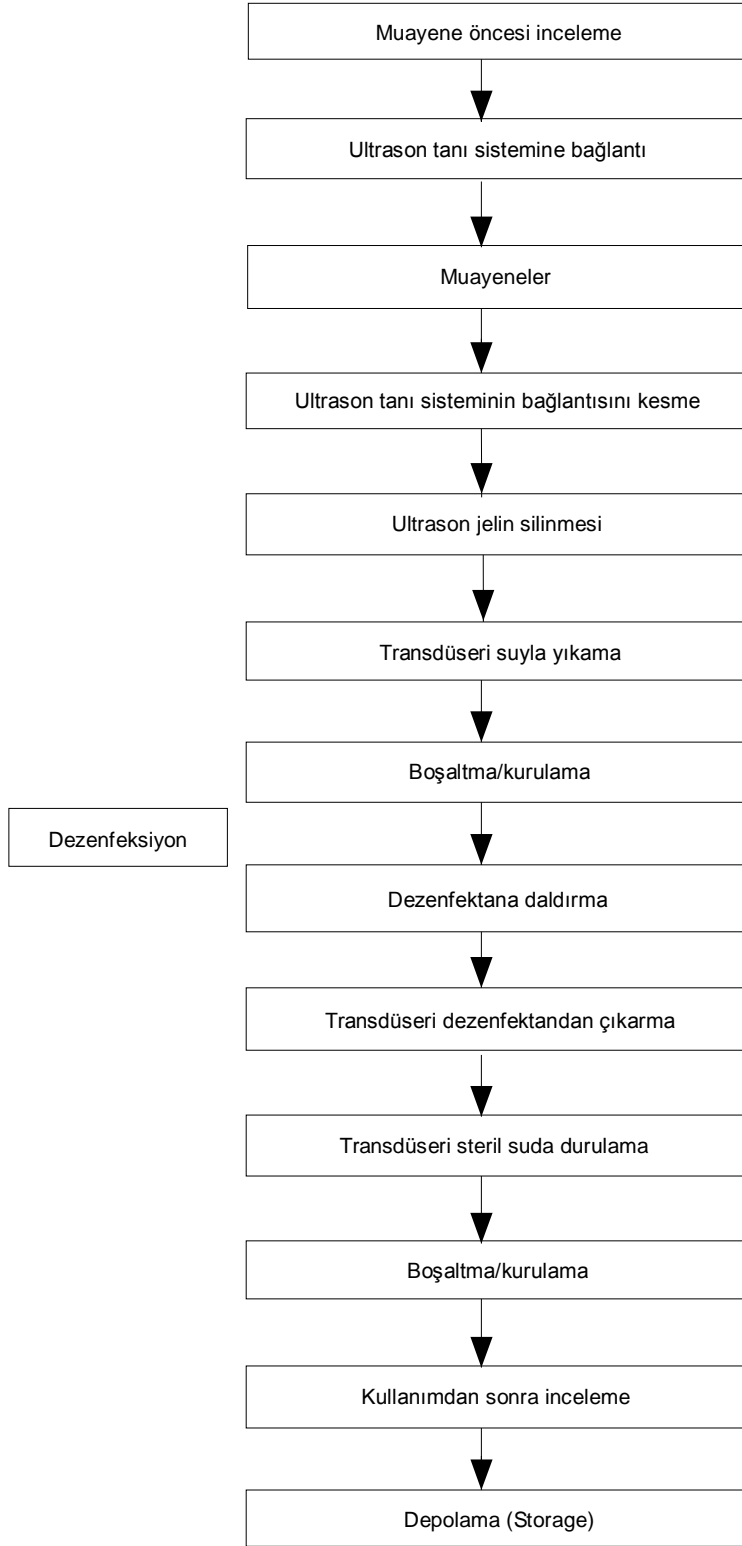 Muayene öncesi inceleme
Ultrason tanı sistemine bağlantı
Muayeneler
Ultrason tanı sisteminin bağlantısını kesme
Ultrason jelin silinmesi
Transdüseri suyla yıkama
Boşaltma/kurulama
Dezenfeksiyon
Dezenfektana daldırma
Transdüseri dezenfektandan çıkarma
Transdüseri steril suda durulama
Boşaltma/kurulama
Kullanımdan sonra inceleme
Depolama (Storage)